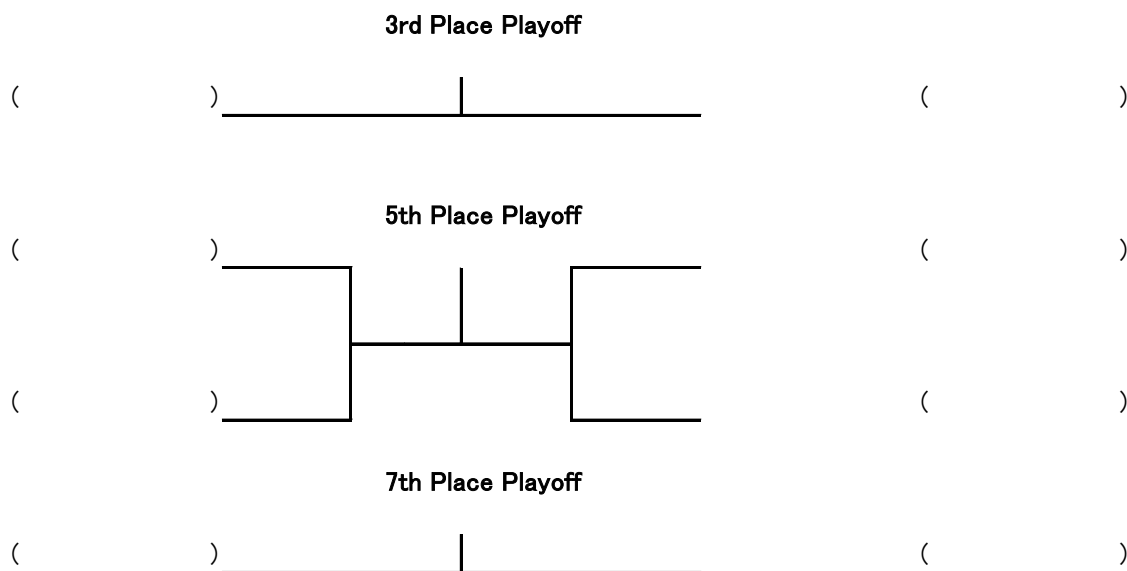 3rd Place Playoff
(                    )                    (                    )
5th Place Playoff
(                    )                    (                    )
(                    )                    (                    )
7th Place Playoff
(                    )                    (                    )